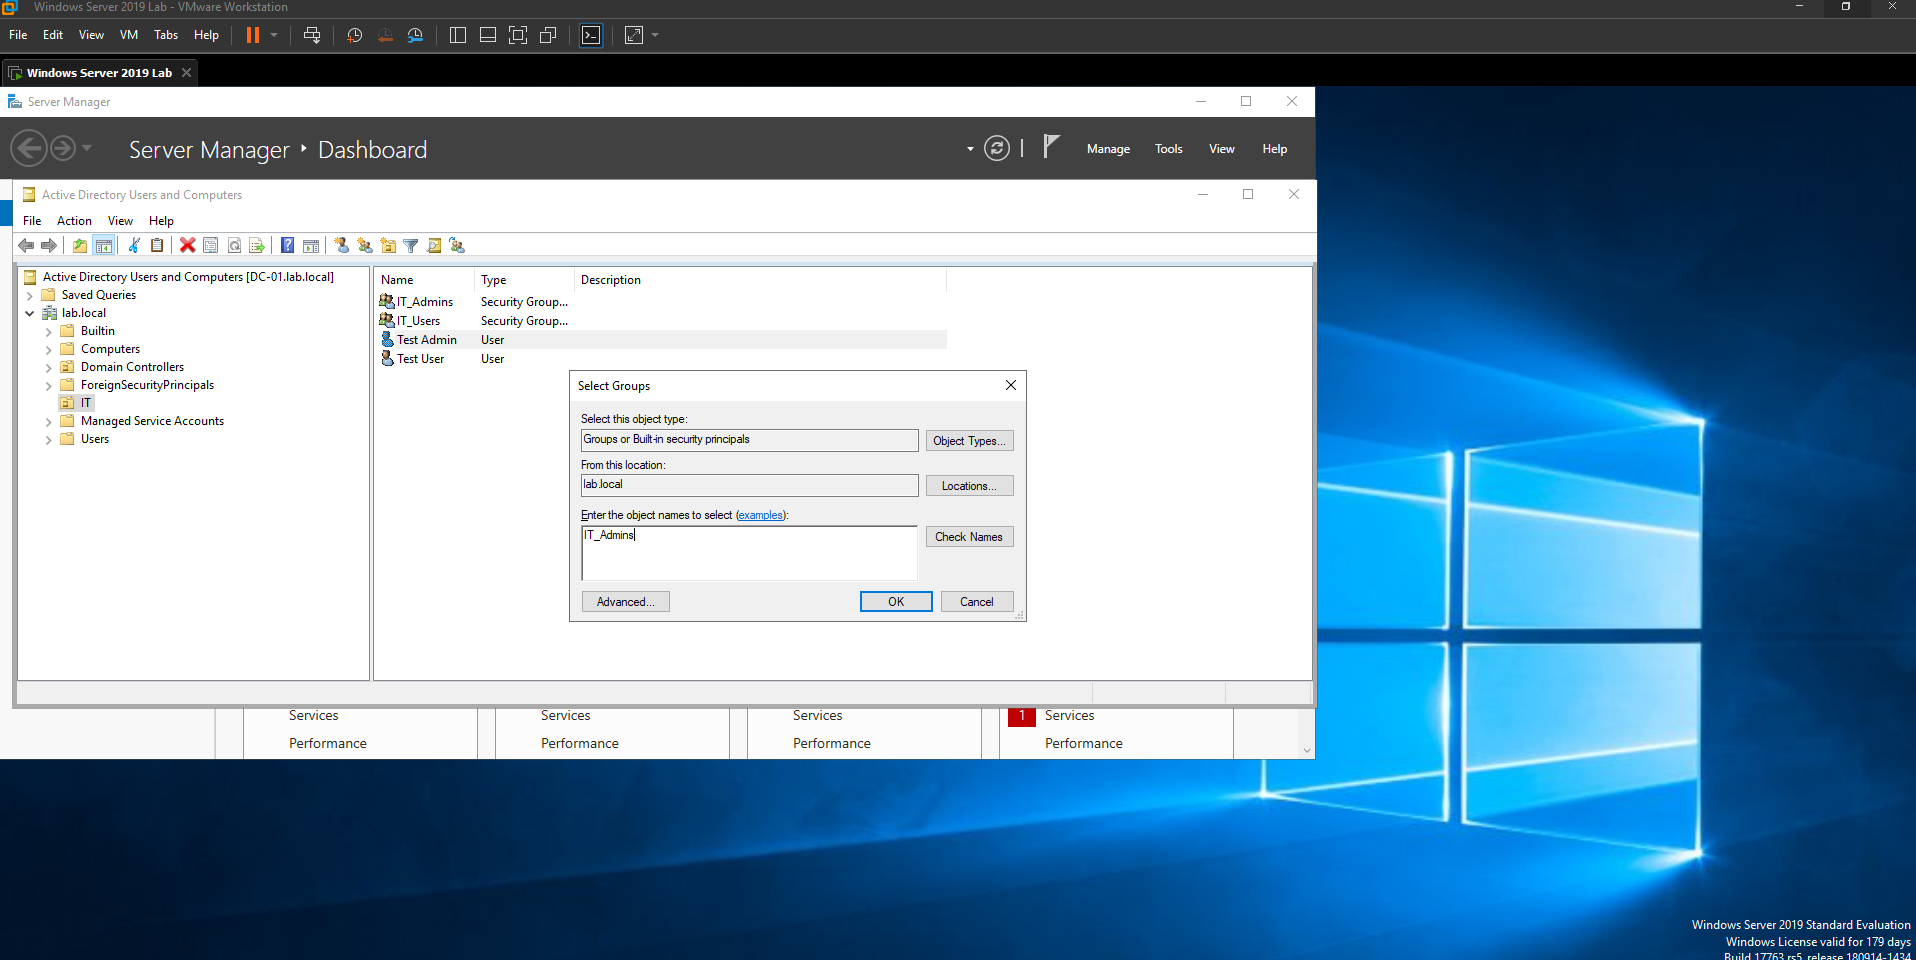 Windows Server 2019 Lab - VMware Workstation
File Edit View VM Tabs Help
Windows Server 2019 Lab
Server Manager
Server Manager Dashboard
Manage Tools View Help
Active Directory Users and Computers
File Action View Help
Active Directory Users and Computers [DC-01.lab.local]
Saved Queries
lab.local
Builtin
Computers
Domain Controllers
ForeignSecurityPrincipals
IT
Managed Service Accounts
Users
Name Type Description
IT_Admins Security Group...
IT_Users Security Group...
Test Admin User
Test User User
Select Groups
Select this object type:
Groups or Built-in security principals
Object Types...
From this location:
lab.local
Locations...
Enter the object names to select (examples):
IT_Admins
Check Names
Advanced...
OK
Cancel
Services Services Services 1 Services
Performance Performance Performance Performance
Windows Server 2019 Standard Evaluation
Windows License valid for 179 days
Build 17763.rs5_release.180914-1434